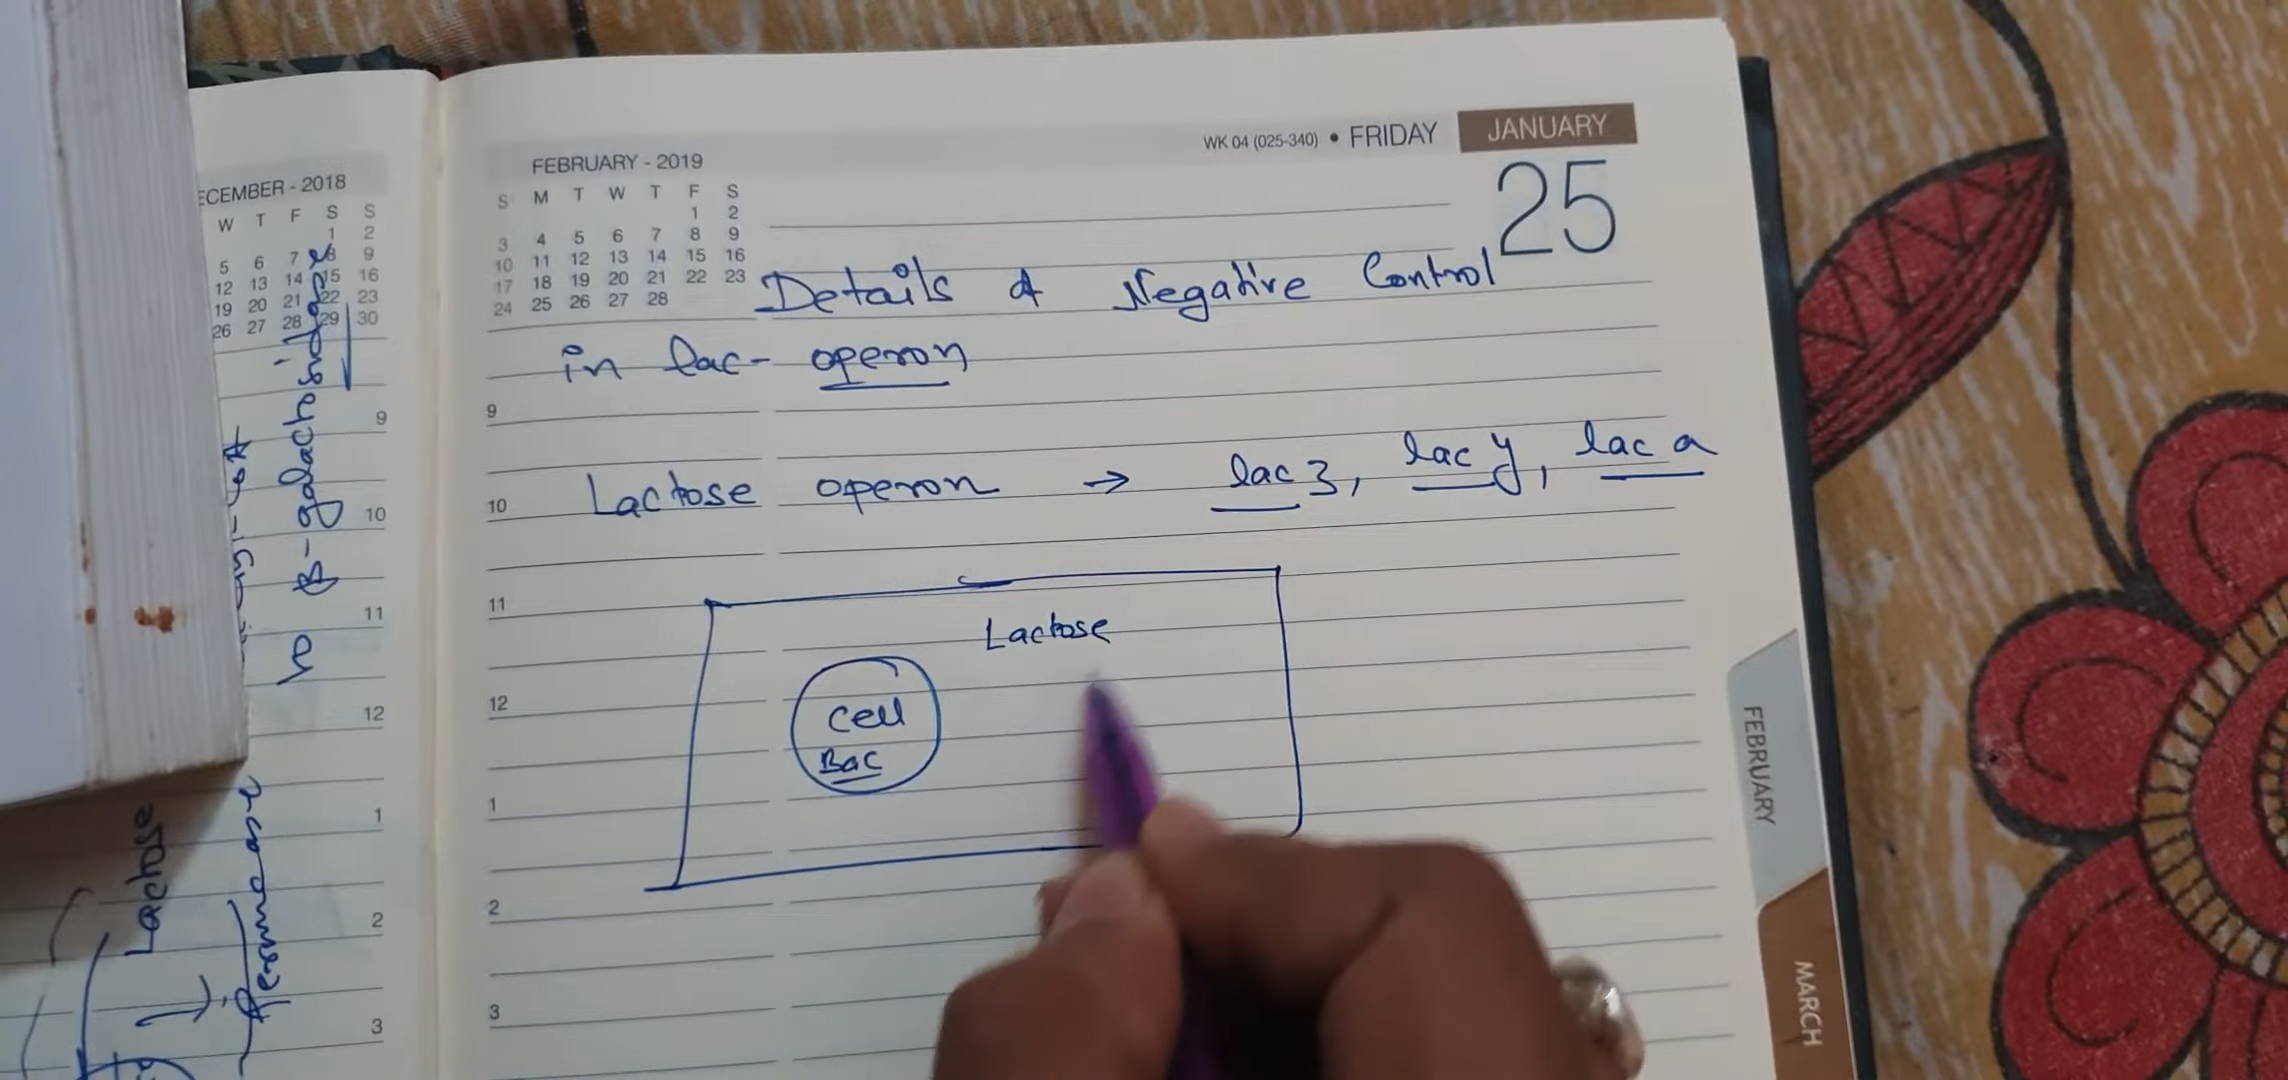 ECEMBER - 2018
W T F S S
1 2
5 6 7 8 9
12 13 14 15 16
19 20 21 22 23
26 27 28 29 30
β-galactosidase
9
10
11
12
1
2
3
Lactose
Permease
WK 04 (025-340) • FRIDAY JANUARY
25
FEBRUARY - 2019
S M T W T F S
1 2
3 4 5 6 7 8 9
10 11 12 13 14 15 16
17 18 19 20 21 22 23
24 25 26 27 28
Details of Negative Control
in lac- operon
9
10 Lactose operon → lac z, lac y, lac a
11
Lactose
12
Cell
Bac
1
2
3
FEBRUARY
MARCH